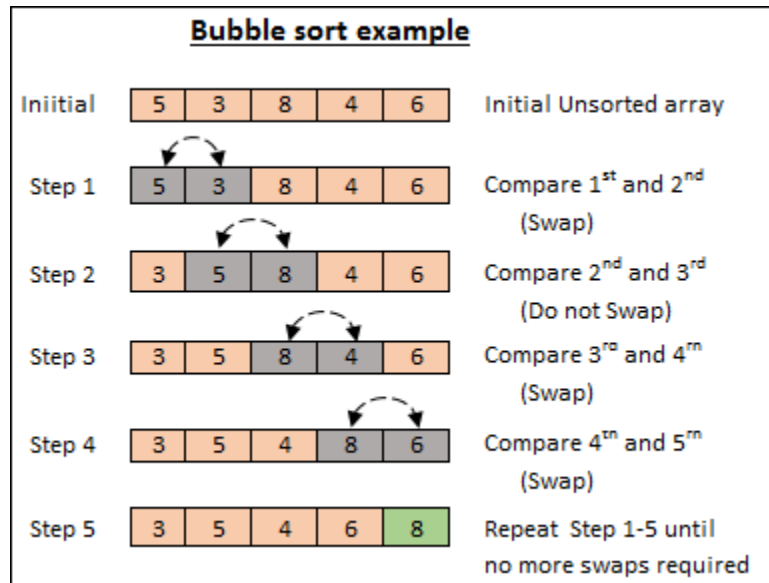 Bubble sort example
Iniitial 5 3 8 4 6 Initial Unsorted array
Step 1 5 3 8 4 6 Compare 1st and 2nd
(Swap)
Step 2 3 5 8 4 6 Compare 2nd and 3rd
(Do not Swap)
Step 3 3 5 8 4 6 Compare 3rd and 4rn
(Swap)
Step 4 3 5 4 8 6 Compare 4th and 5rn
(Swap)
Step 5 3 5 4 6 8 Repeat Step 1-5 until
no more swaps required